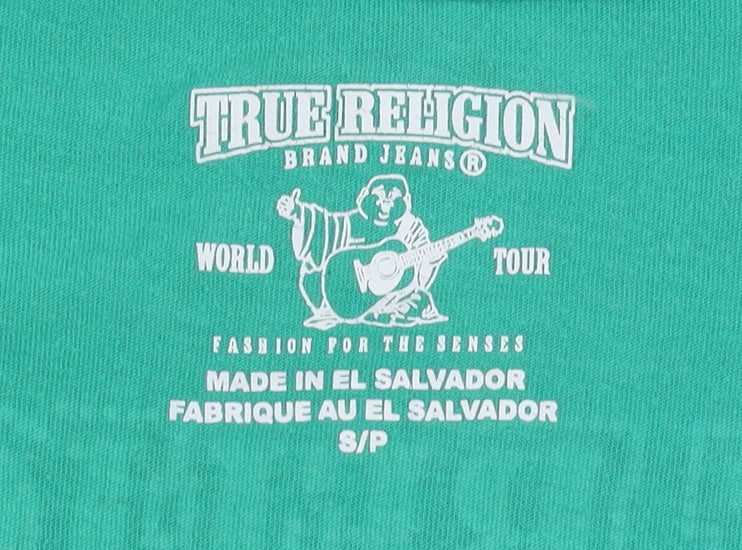 TRUE RELIGION
BRAND JEANS®
WORLD TOUR
FASHION FOR THE SENSES
MADE IN EL SALVADOR
FABRIQUE AU EL SALVADOR
S/P